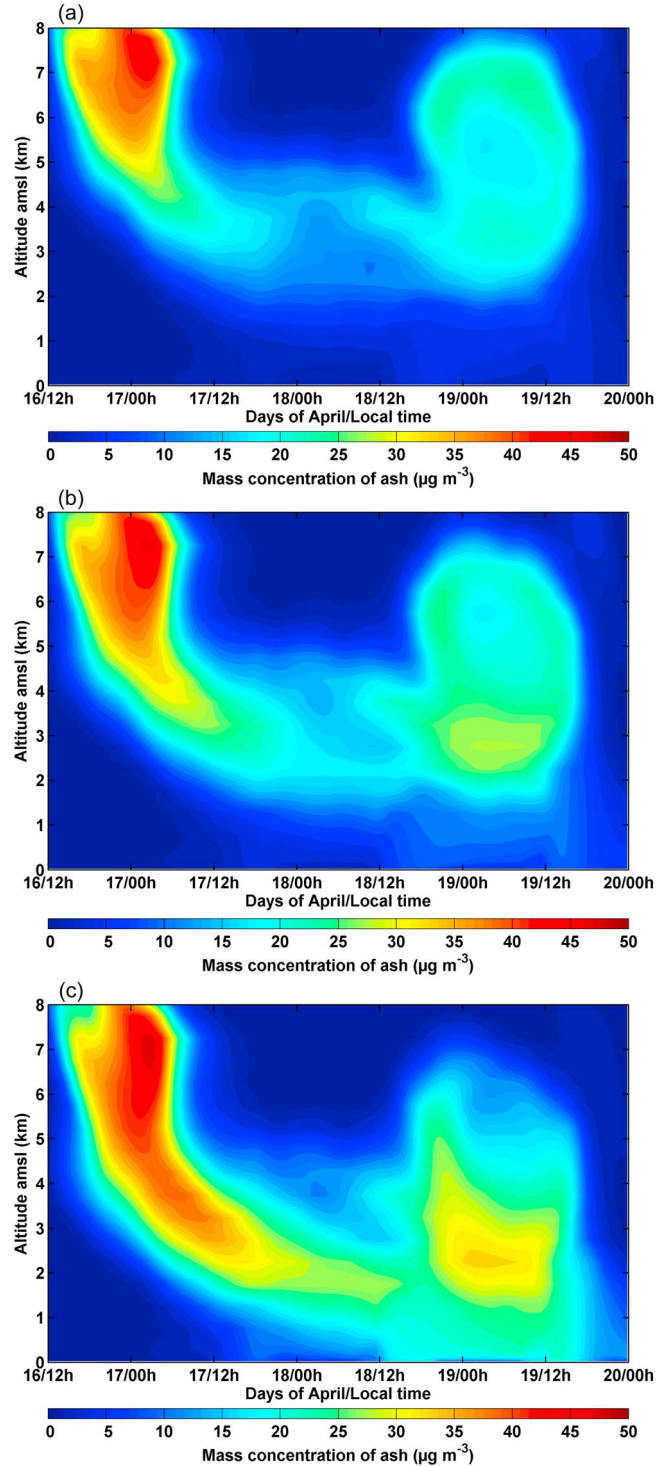 (a)
8
7
6
5
4
3
2
1
0
Altitude amsl (km)
16/12h 17/00h 17/12h 18/00h 18/12h 19/00h 19/12h 20/00h
Days of April/Local time
0 5 10 15 20 25 30 35 40 45 50
Mass concentration of ash (µg m⁻³)
(b)
8
7
6
5
4
3
2
1
0
Altitude amsl (km)
16/12h 17/00h 17/12h 18/00h 18/12h 19/00h 19/12h 20/00h
Days of April/Local time
0 5 10 15 20 25 30 35 40 45 50
Mass concentration of ash (µg m⁻³)
(c)
8
7
6
5
4
3
2
1
0
Altitude amsl (km)
16/12h 17/00h 17/12h 18/00h 18/12h 19/00h 19/12h 20/00h
Days of April/Local time
0 5 10 15 20 25 30 35 40 45 50
Mass concentration of ash (µg m⁻³)